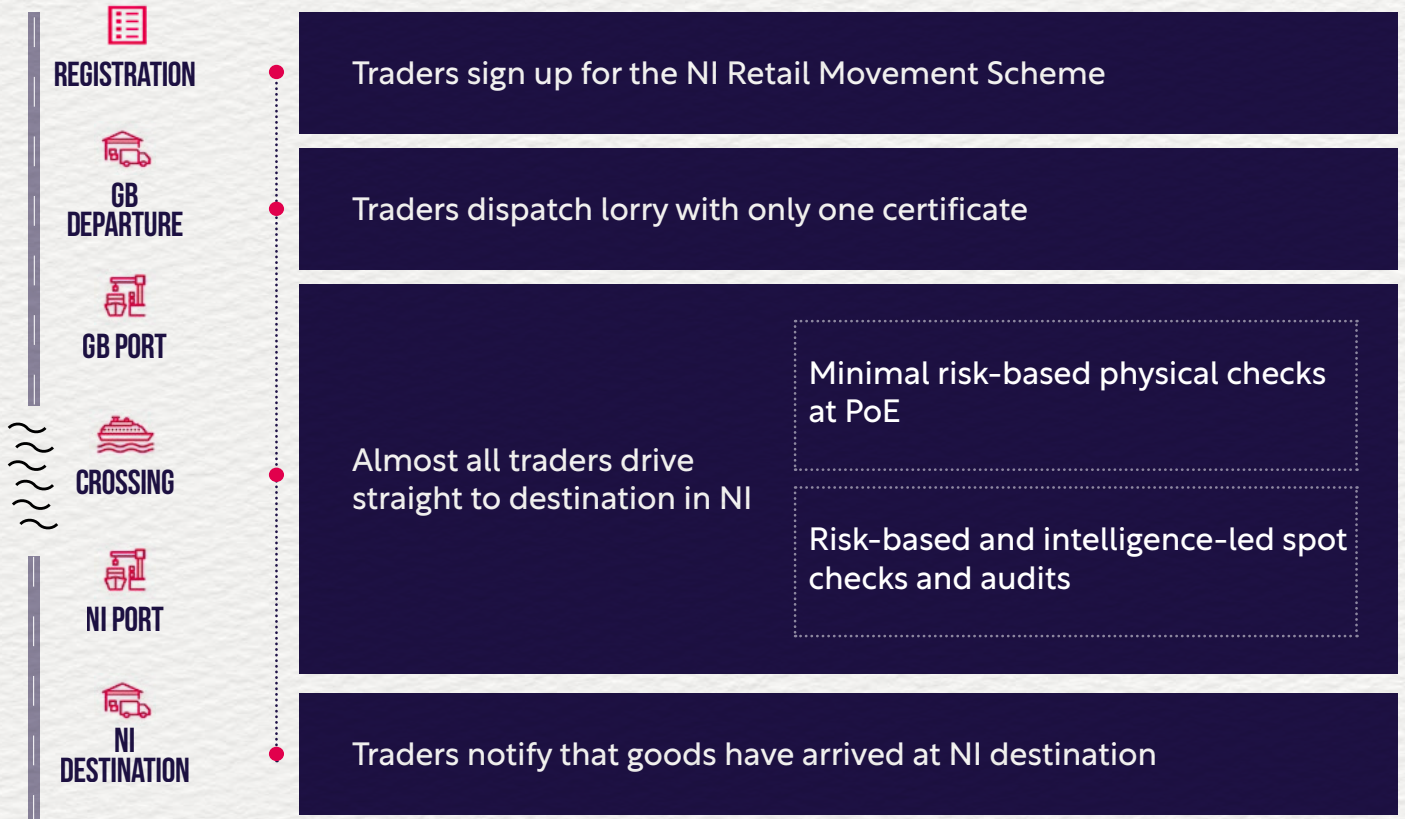 REGISTRATION
Traders sign up for the NI Retail Movement Scheme
GB
DEPARTURE
Traders dispatch lorry with only one certificate
GB PORT
CROSSING
NI PORT
Almost all traders drive
straight to destination in NI
Minimal risk-based physical checks
at PoE
Risk-based and intelligence-led spot
checks and audits
NI
DESTINATION
Traders notify that goods have arrived at NI destination